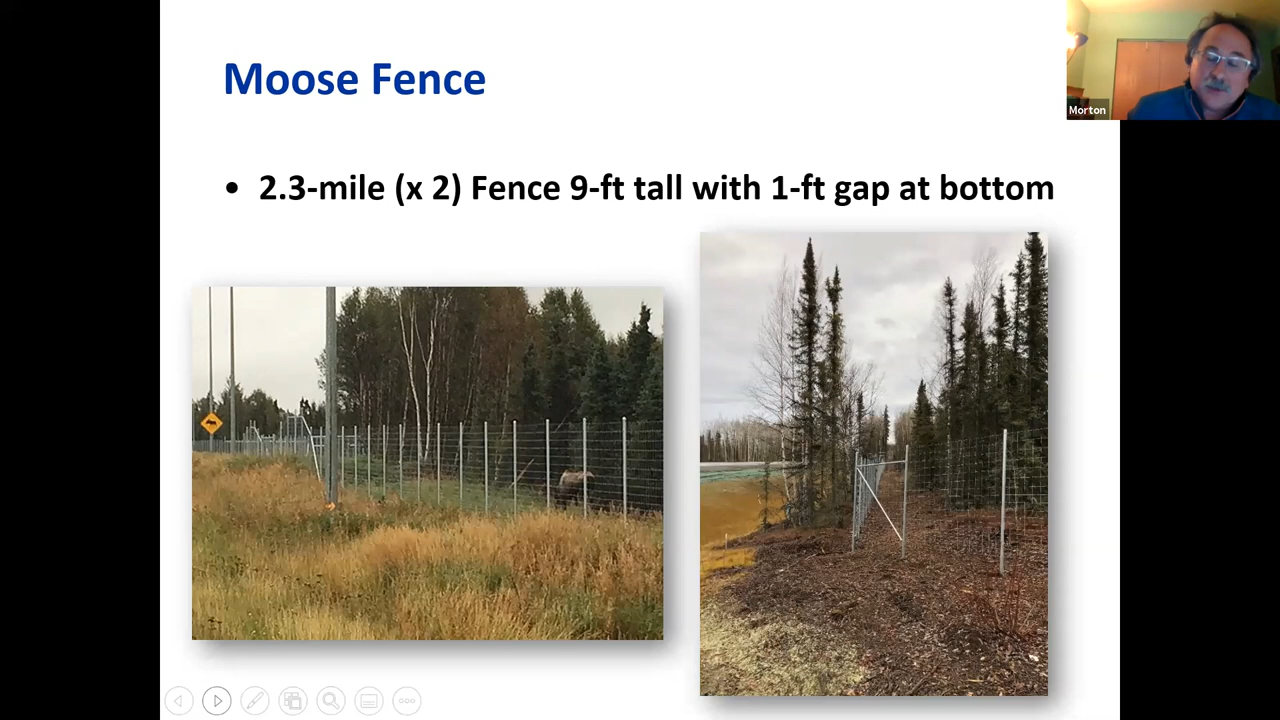 Moose Fence
Morton
• 2.3-mile (x 2) Fence 9-ft tall with 1-ft gap at bottom